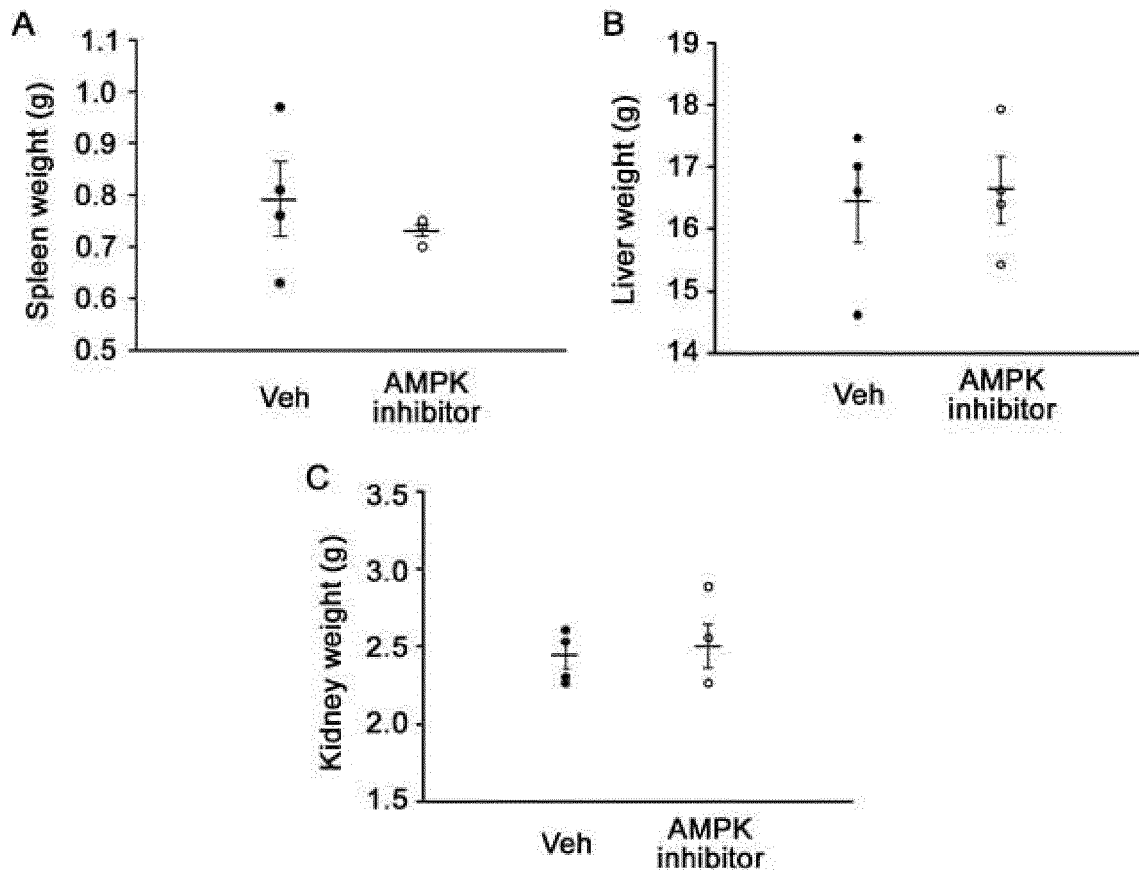 A
Spleen weight (g)
1.1
1.0
0.9
0.8
0.7
0.6
0.5
Veh
AMPK
inhibitor
B
Liver weight (g)
19
18
17
16
15
14
Veh
AMPK
inhibitor
C
Kidney weight (g)
3.5
3.0
2.5
2.0
1.5
Veh
AMPK
inhibitor